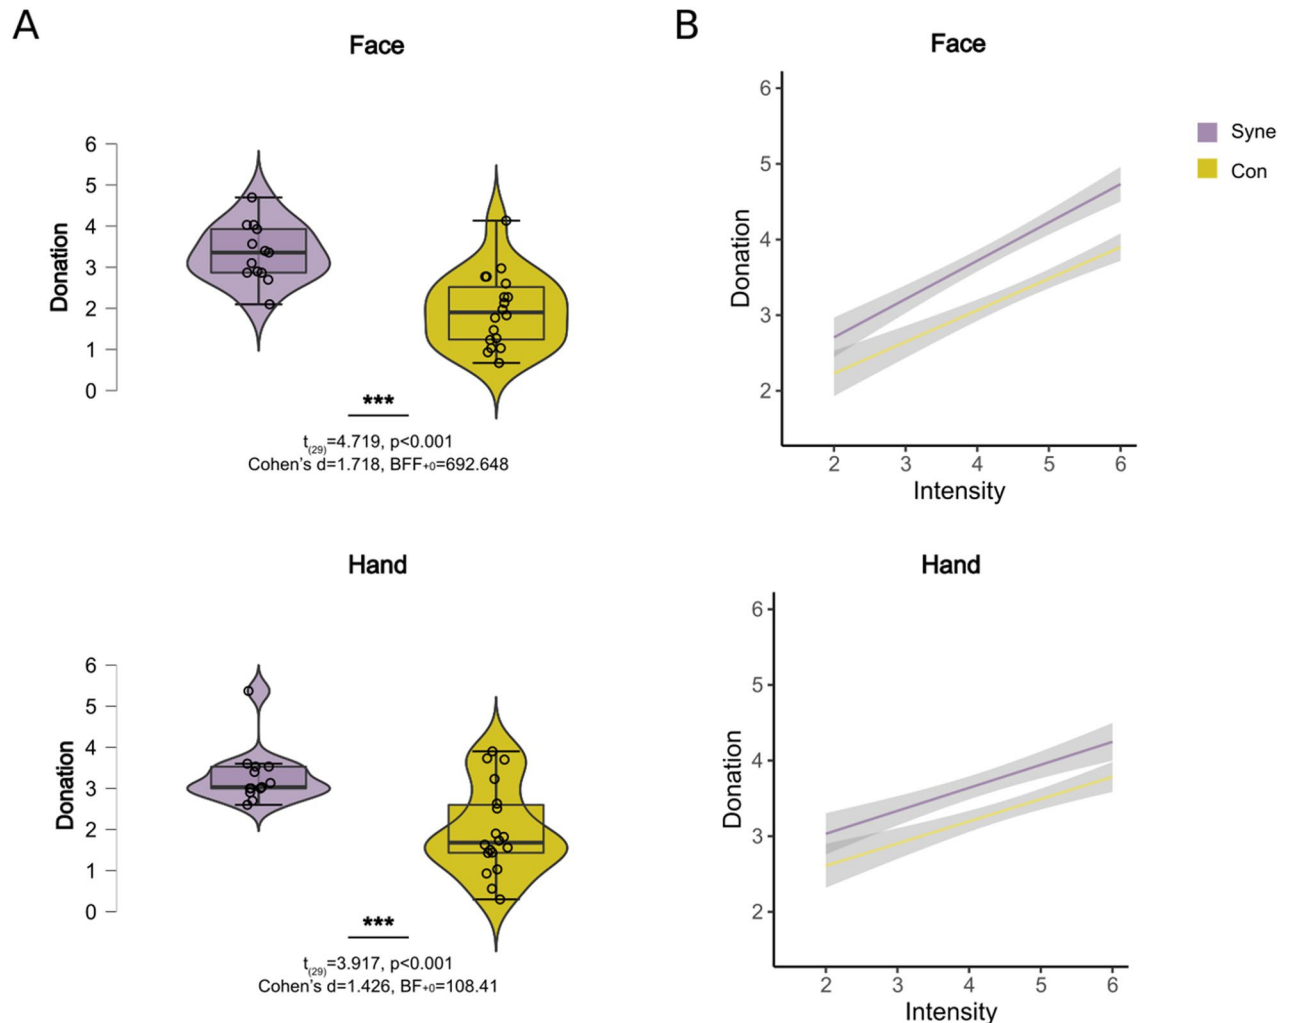 A
Face
Donation
6
5
4
3
2
1
0
***
t(29)=4.719, p<0.001
Cohen's d=1.718, BFF+0=692.648
Hand
Donation
6
5
4
3
2
1
0
***
t(29)=3.917, p<0.001
Cohen's d=1.426, BF+0=108.41
B
Face
Donation
6
5
4
3
2
2 3 4 5 6
Intensity
Syne
Con
Hand
Donation
6
5
4
3
2
2 3 4 5 6
Intensity